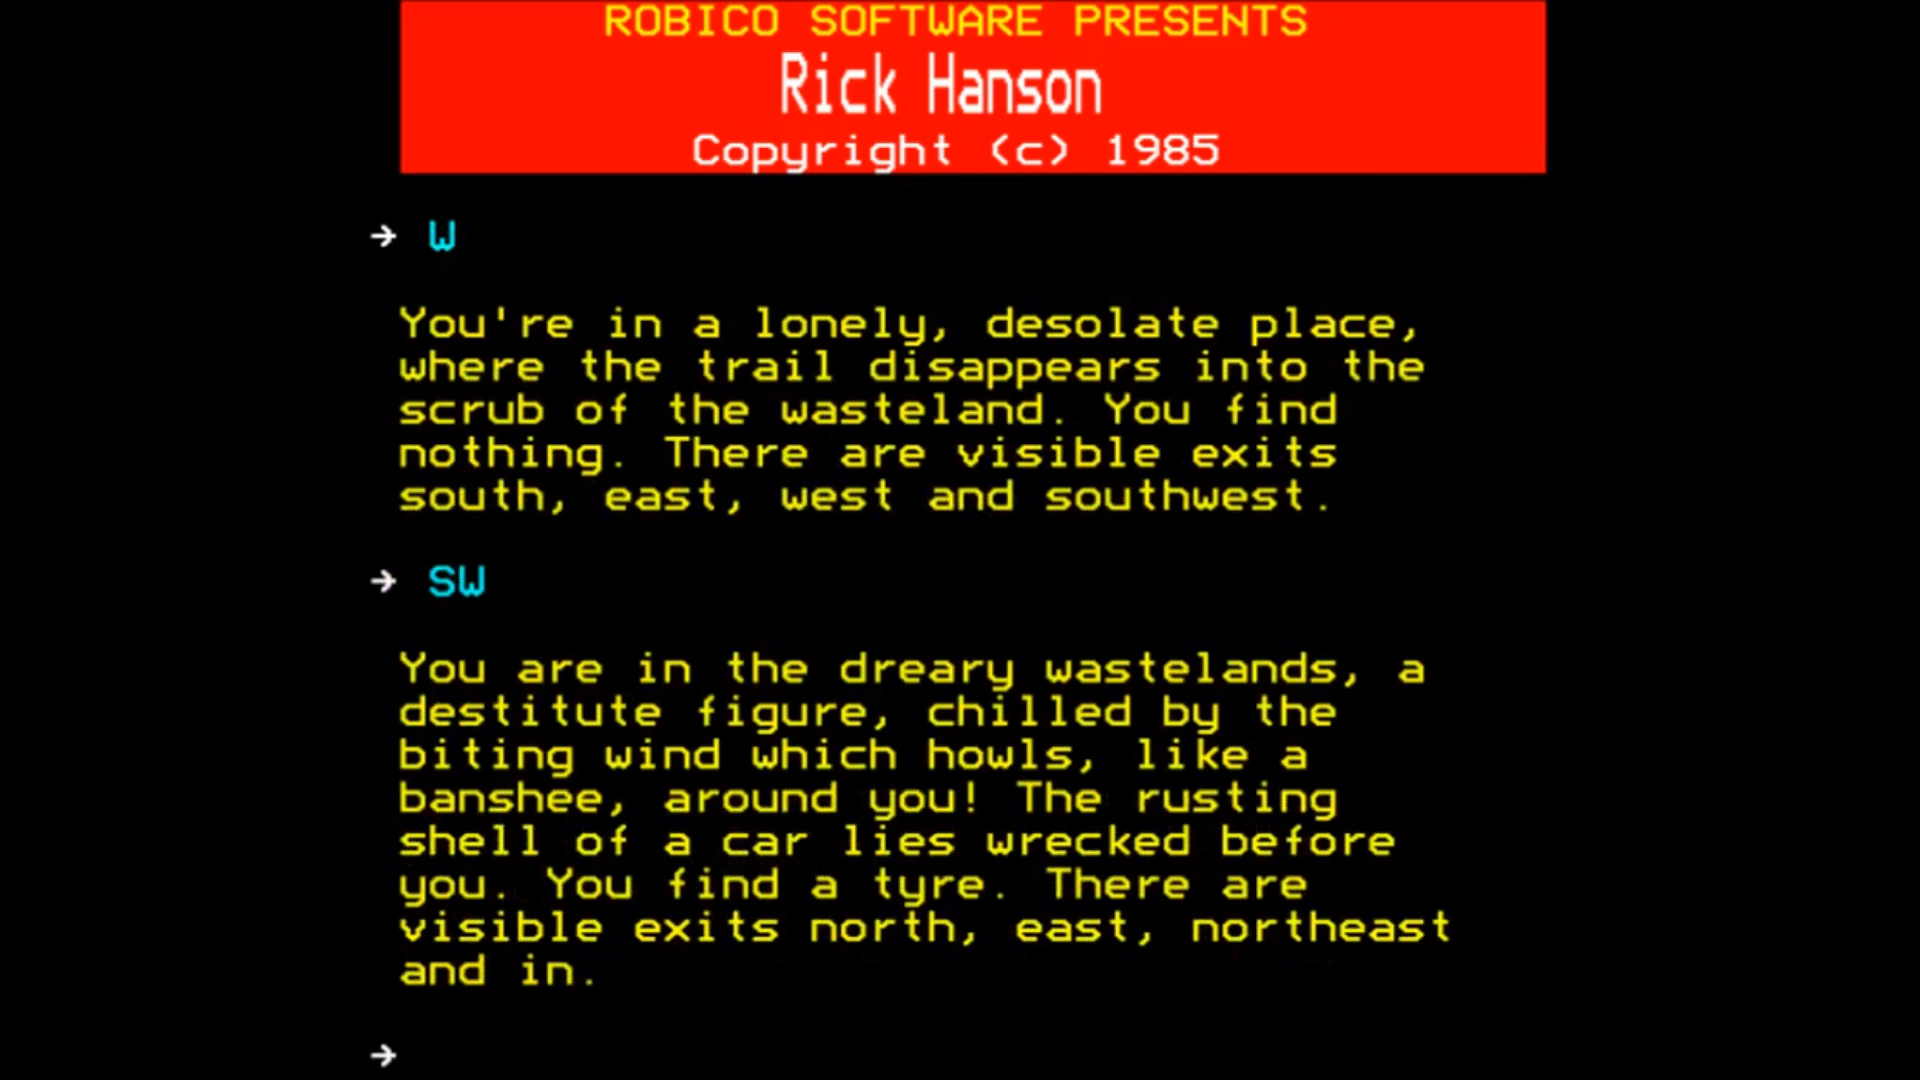 ROBICO SOFTWARE PRESENTS
Rick Hanson
Copyright (c) 1985
→ W
You're in a lonely, desolate place,
where the trail disappears into the
scrub of the wasteland. You find
nothing. There are visible exits
south, east, west and southwest.
→ SW
You are in the dreary wastelands, a
destitute figure, chilled by the
biting wind which howls, like a
banshee, around you! The rusting
shell of a car lies wrecked before
you. You find a tyre. There are
visible exits north, east, northeast
and in.
→